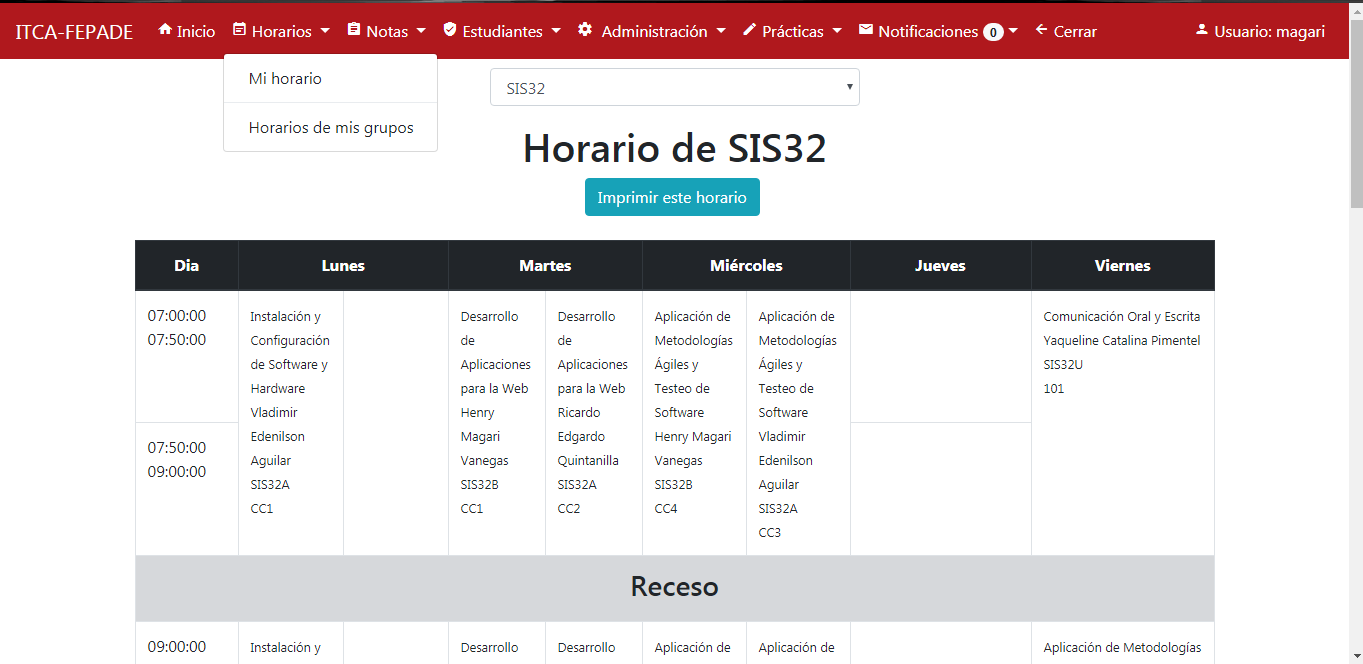 ITCA-FEPADE Inicio Horarios Notas Estudiantes Administración Prácticas Notificaciones 0 Cerrar Usuario: magari
Mi horario
Horarios de mis grupos
SIS32
Horario de SIS32
Imprimir este horario
Dia Lunes Martes Miércoles Jueves Viernes
07:00:00
07:50:00
07:50:00
09:00:00
Instalación y
Configuración
de Software y
Hardware
Vladimir
Edenilson
Aguilar
SIS32A
CC1
Desarrollo
de
Aplicaciones
para la Web
Henry
Magari
Vanegas
SIS32B
CC1
Desarrollo
de
Aplicaciones
para la Web
Ricardo
Edgardo
Quintanilla
SIS32A
CC2
Aplicación de
Metodologías
Ágiles y
Testeo de
Software
Henry Magari
Vanegas
SIS32B
CC4
Aplicación de
Metodologías
Ágiles y
Testeo de
Software
Vladimir
Edenilson
Aguilar
SIS32A
CC3
Comunicación Oral y Escrita
Yaqueline Catalina Pimentel
SIS32U
101
Receso
09:00:00 Instalación y Desarrollo Desarrollo Aplicación de Aplicación de Aplicación de Metodologías